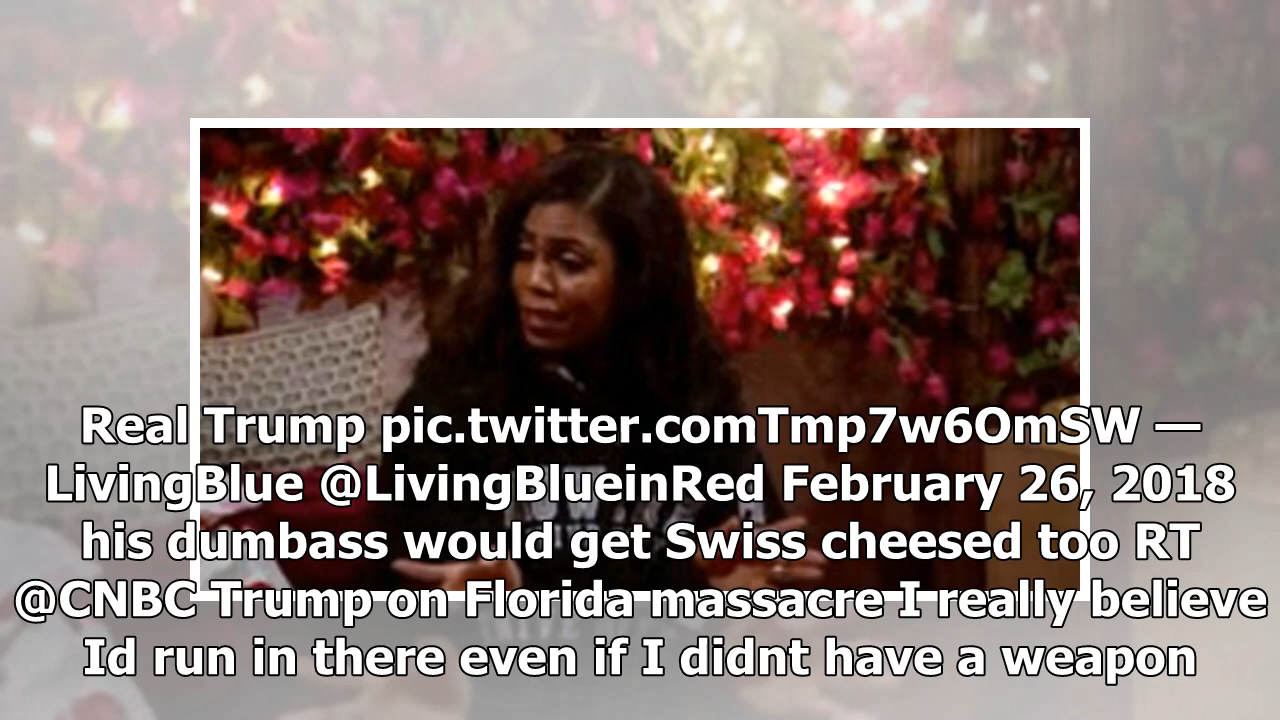 Real Trump pic.twitter.comTmp7w6OmSW —
LivingBlue @LivingBlueinRed February 26, 2018
his dumbass would get Swiss cheesed too RT
@CNBC Trump on Florida massacre I really believe
Id run in there even if I didnt have a weapon